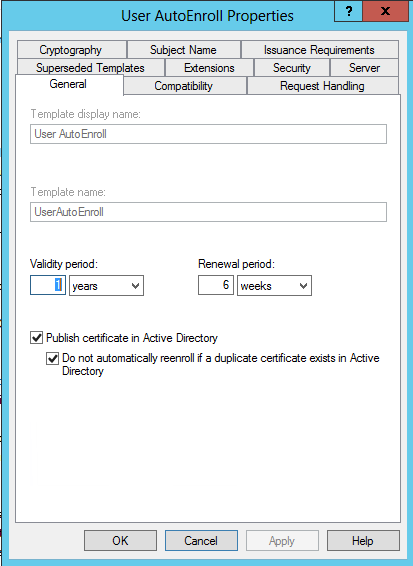 User AutoEnroll Properties
? x
Cryptography Subject Name Issuance Requirements
Superseded Templates Extensions Security Server
General Compatibility Request Handling
Template display name:
User AutoEnroll
Template name:
UserAutoEnroll
Validity period: Renewal period:
1 years 6 weeks
Publish certificate in Active Directory
Do not automatically reenroll if a duplicate certificate exists in Active
Directory
OK Cancel Apply Help